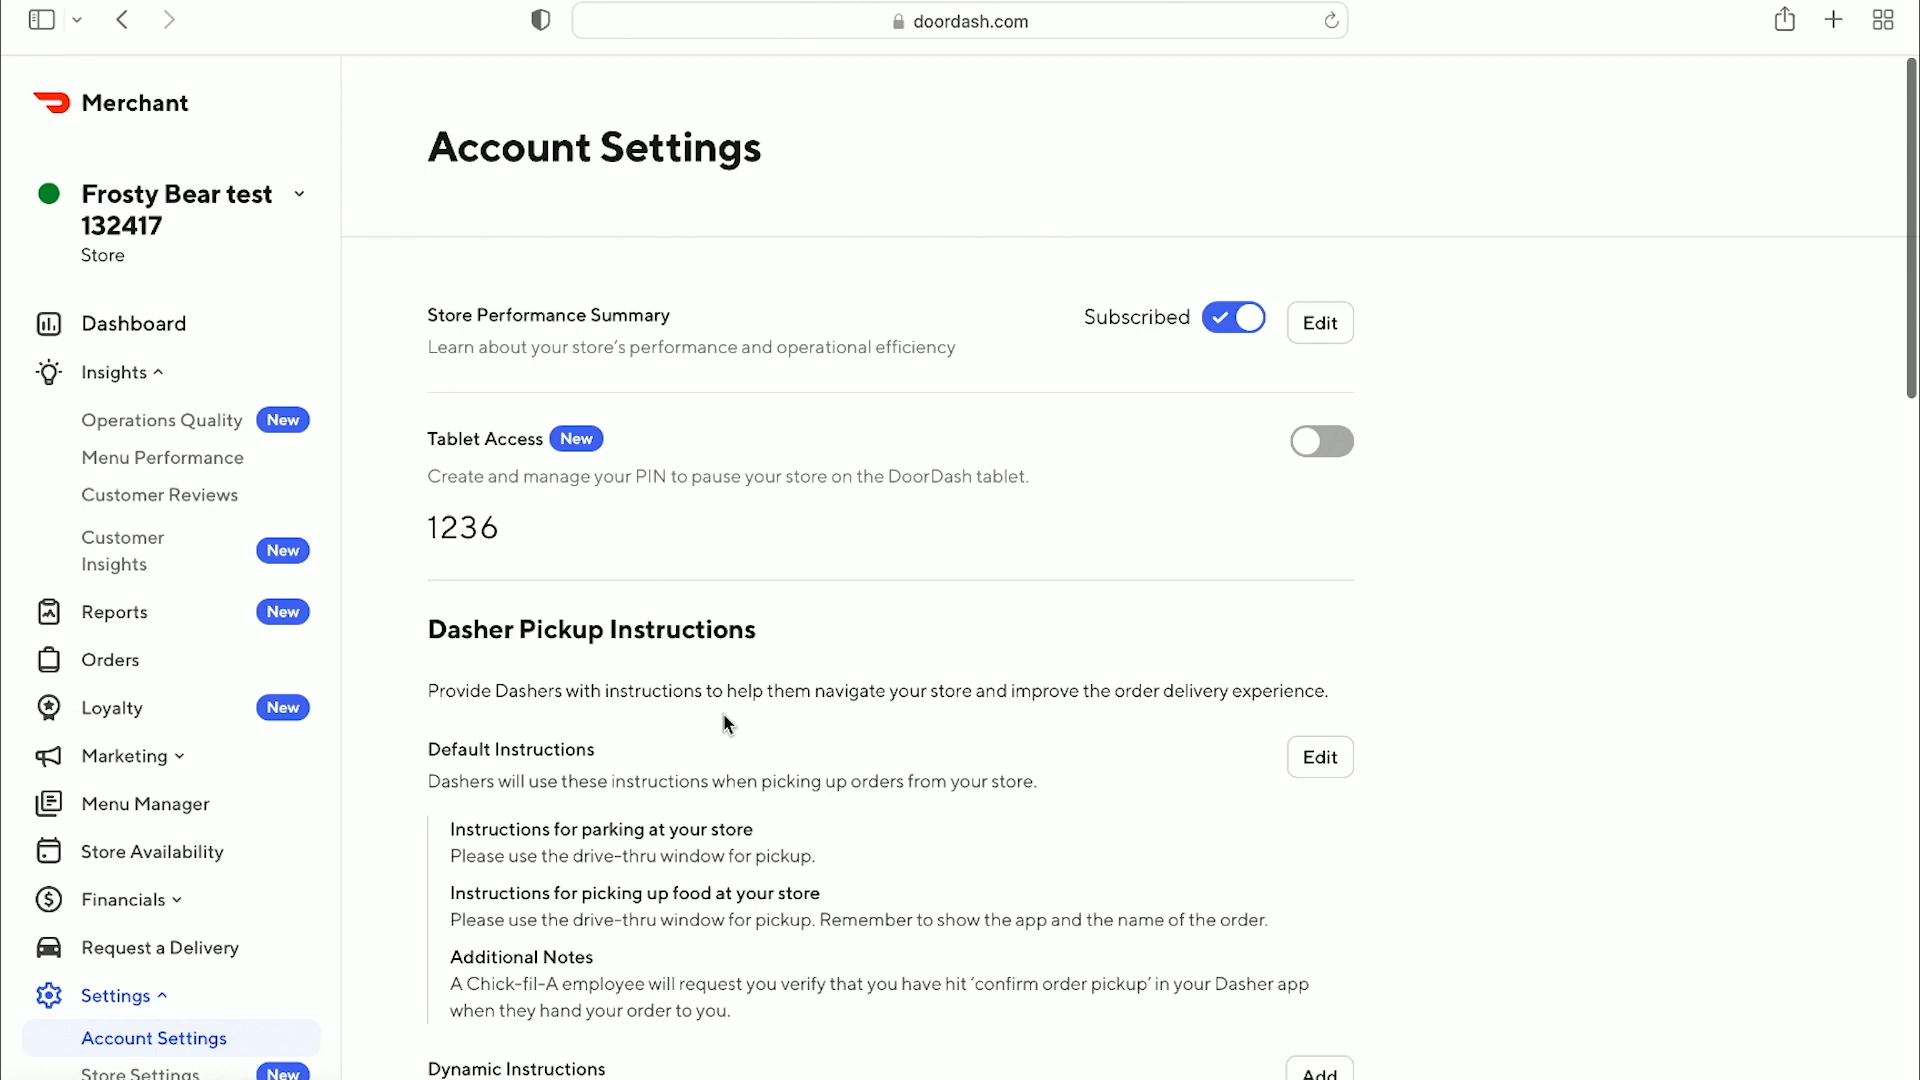 doordash.com
Merchant
Account Settings
Frosty Bear test
132417
Store
Dashboard
Insights
Operations Quality New
Menu Performance
Customer Reviews
Customer
Insights
New
Reports New
Orders
Loyalty New
Marketing
Menu Manager
Store Availability
Financials
Request a Delivery
Settings
Account Settings
Store Settings New
Store Performance Summary
Subscribed
Edit
Learn about your store's performance and operational efficiency
Tablet Access New
Create and manage your PIN to pause your store on the DoorDash tablet.
1236
Dasher Pickup Instructions
Provide Dashers with instructions to help them navigate your store and improve the order delivery experience.
Default Instructions
Edit
Dashers will use these instructions when picking up orders from your store.
Instructions for parking at your store
Please use the drive-thru window for pickup.
Instructions for picking up food at your store
Please use the drive-thru window for pickup. Remember to show the app and the name of the order.
Additional Notes
A Chick-fil-A employee will request you verify that you have hit 'confirm order pickup' in your Dasher app
when they hand your order to you.
Dynamic Instructions
Add